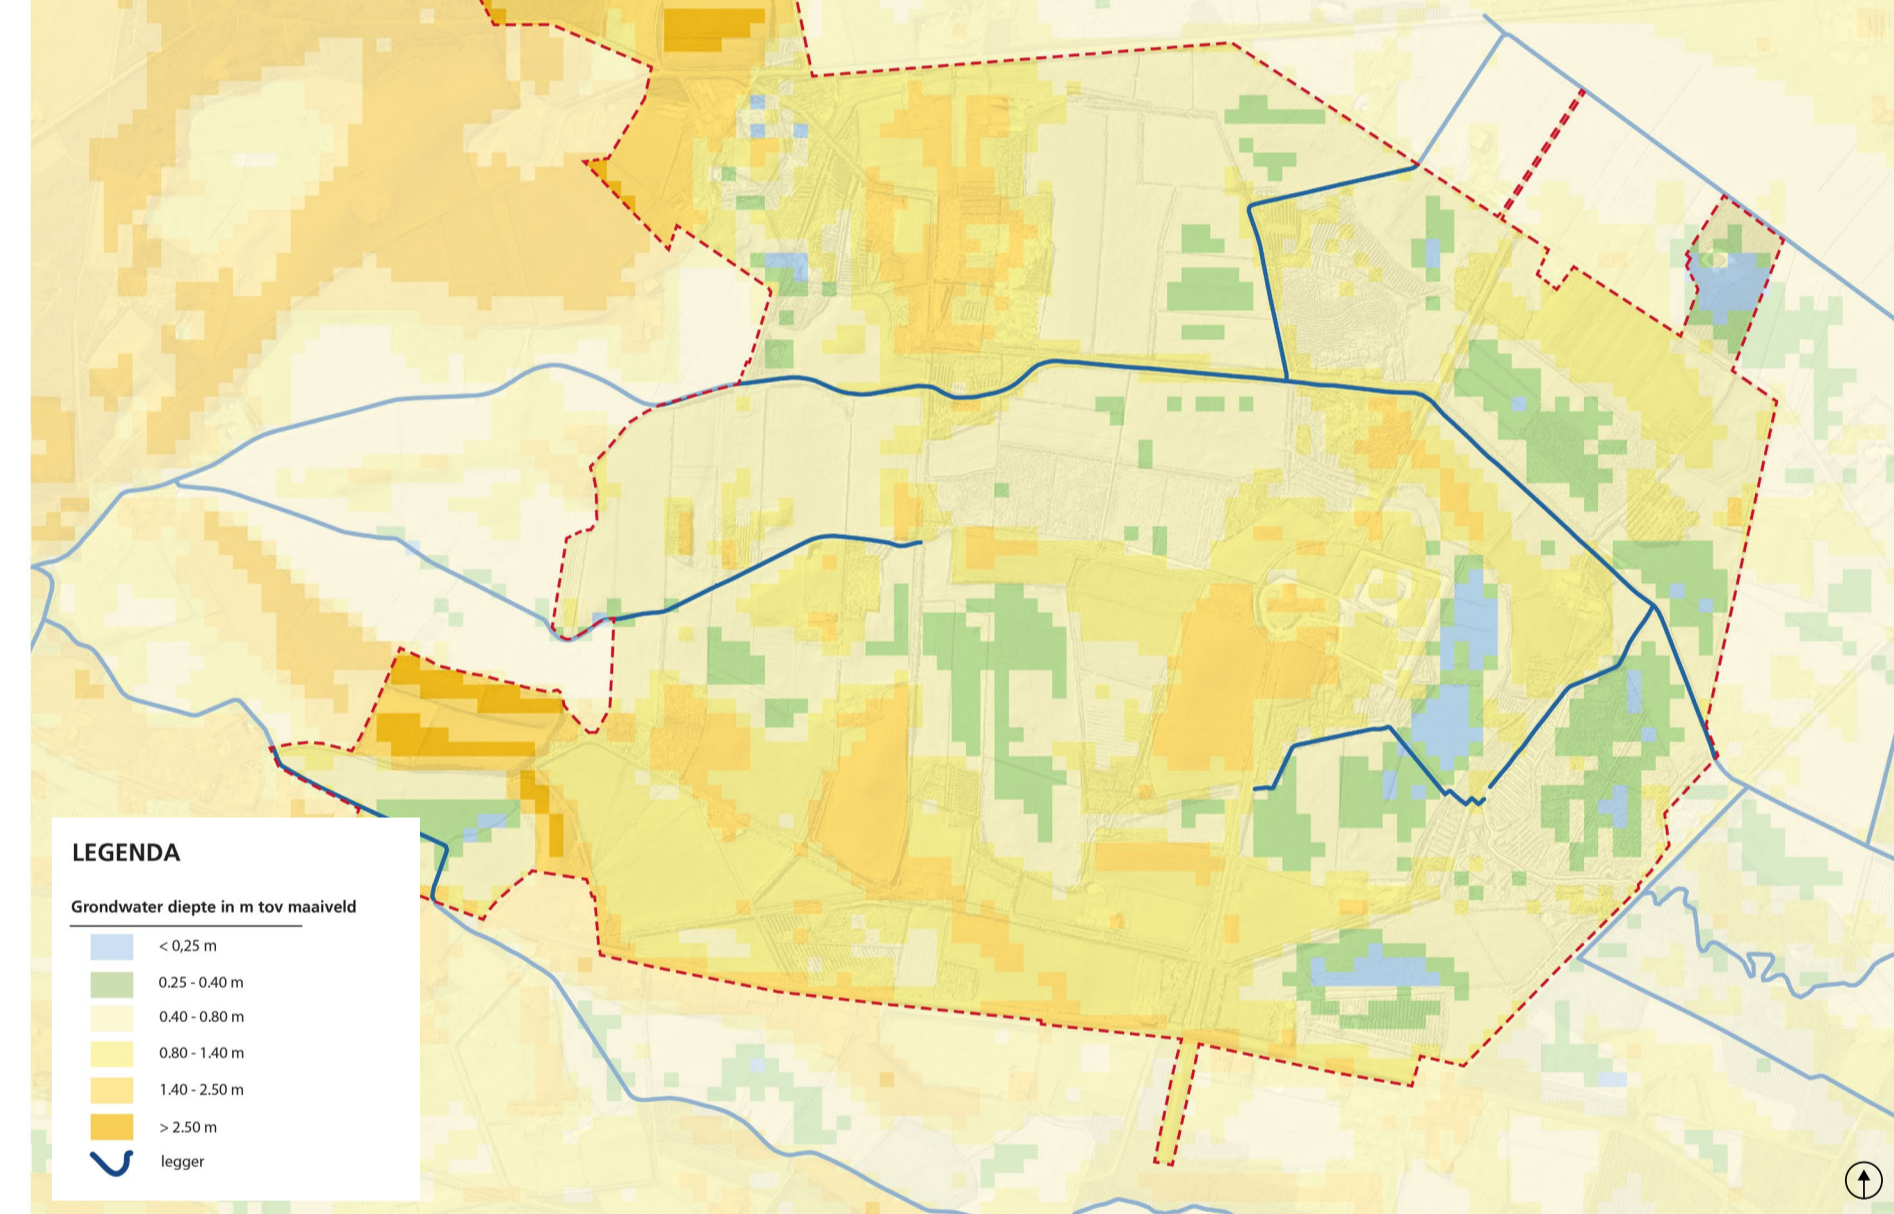 LEGENDA
Grondwater diepte in m tov maaiveld
< 0,25 m
0.25 - 0.40 m
0.40 - 0.80 m
0.80 - 1.40 m
1.40 - 2.50 m
> 2.50 m
legger